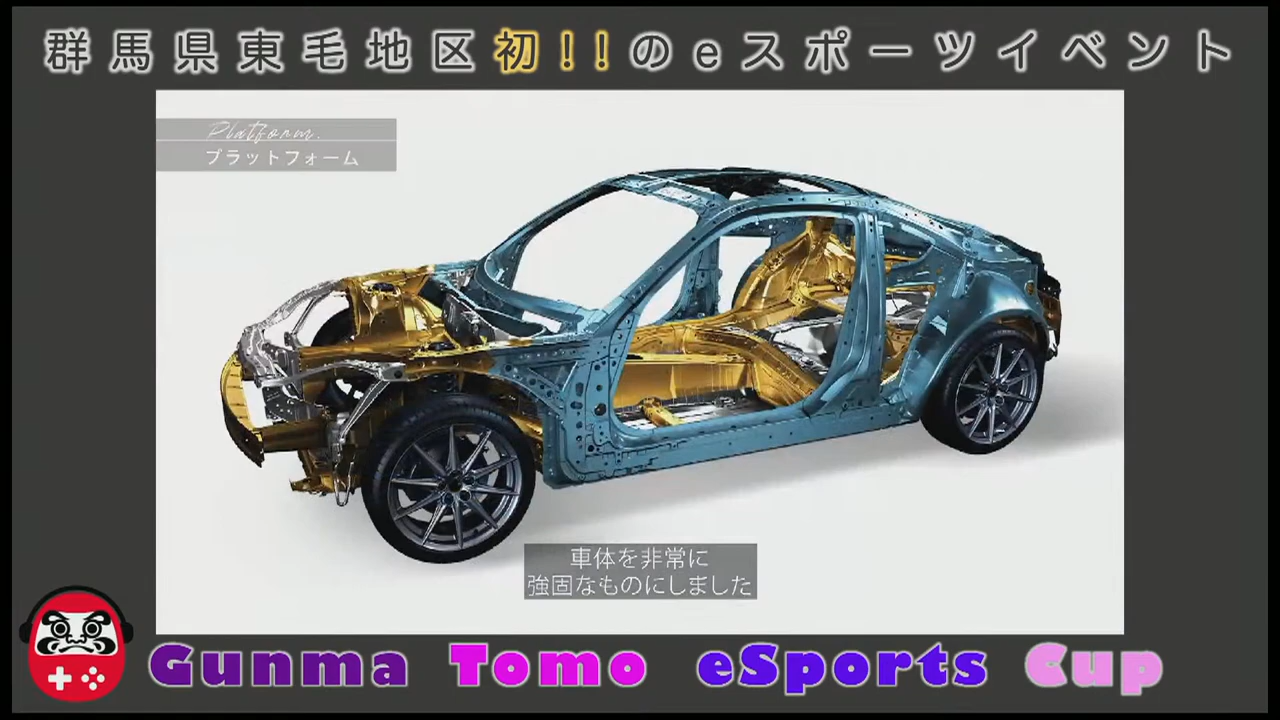 群馬県東毛地区初!!のeスポーツイベント
Platform.
プラットフォーム
車体を非常に
強固なものにしました
Gunma Tomo eSports Cup